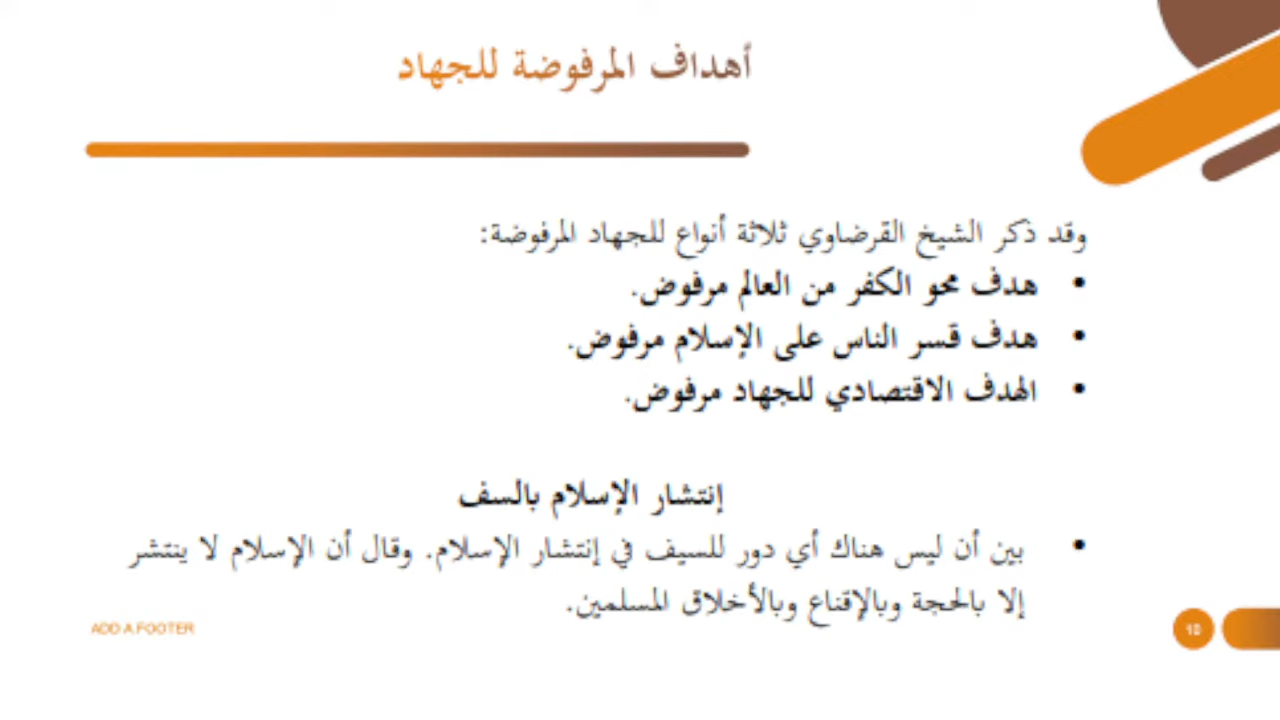 أهداف المرفوضة للجهاد
وقد ذكر الشيخ القرضاوي ثلاثة أنواع للجهاد المرفوضة:
• هدف محو الكفر من العالم مرفوض.
• هدف قسر الناس على الإسلام مرفوض.
• الهدف الاقتصادي للجهاد مرفوض.
إنتشار الإسلام بالسف
• بين أن ليس هناك أي دور للسيف في إنتشار الإسلام. وقال أن الإسلام لا ينتشر
إلا بالحجة وبالإقناع وبالأخلاق المسلمين.
ADD A FOOTER